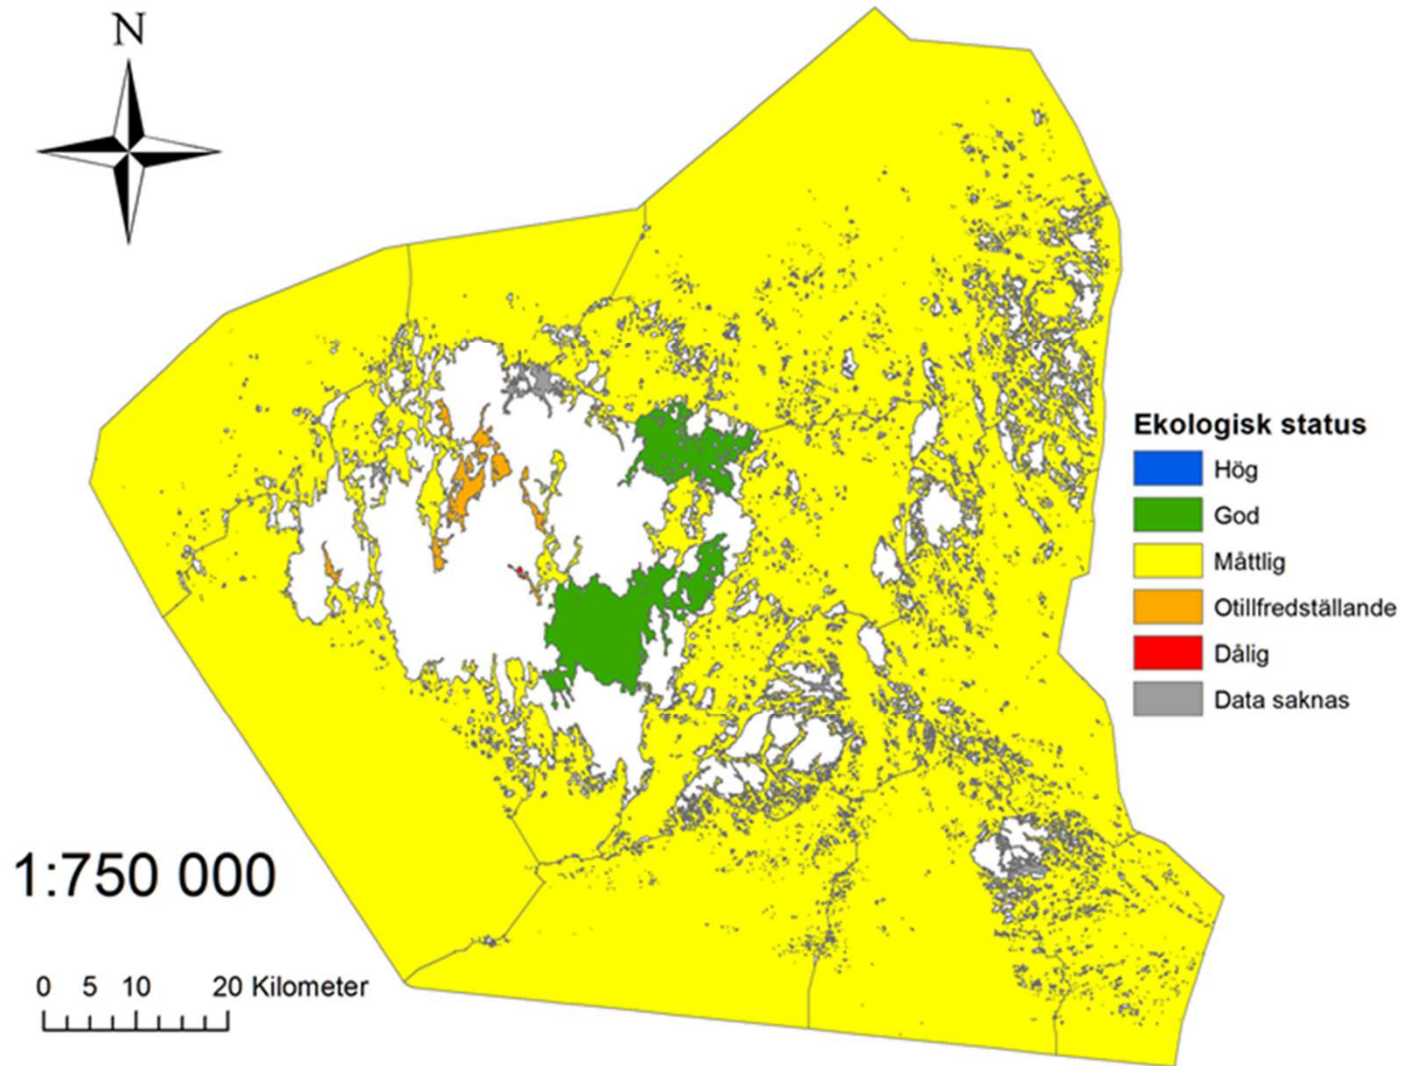 N
Ekologisk status
Hög
God
Måttlig
Otillfredställande
Dålig
Data saknas
1:750 000
0 5 10 20 Kilometer